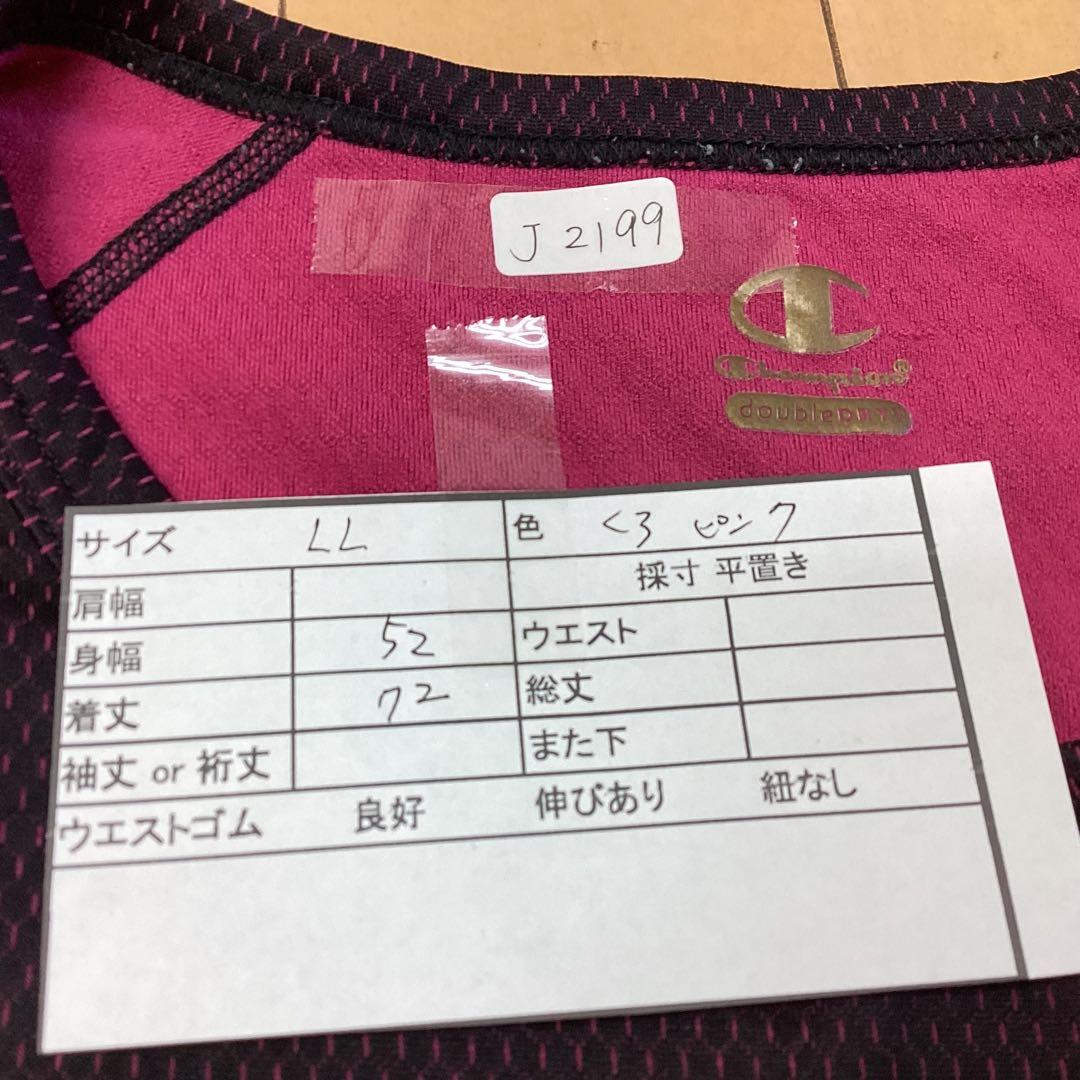 J2199
Champion®
doubleDRY
サイズ LL 色 くろ ピンク
肩幅 採寸 平置き
身幅 52 ウエスト
着丈 72 総丈
袖丈 or 裄丈 また下
ウエストゴム 良好 伸びあり 紐なし